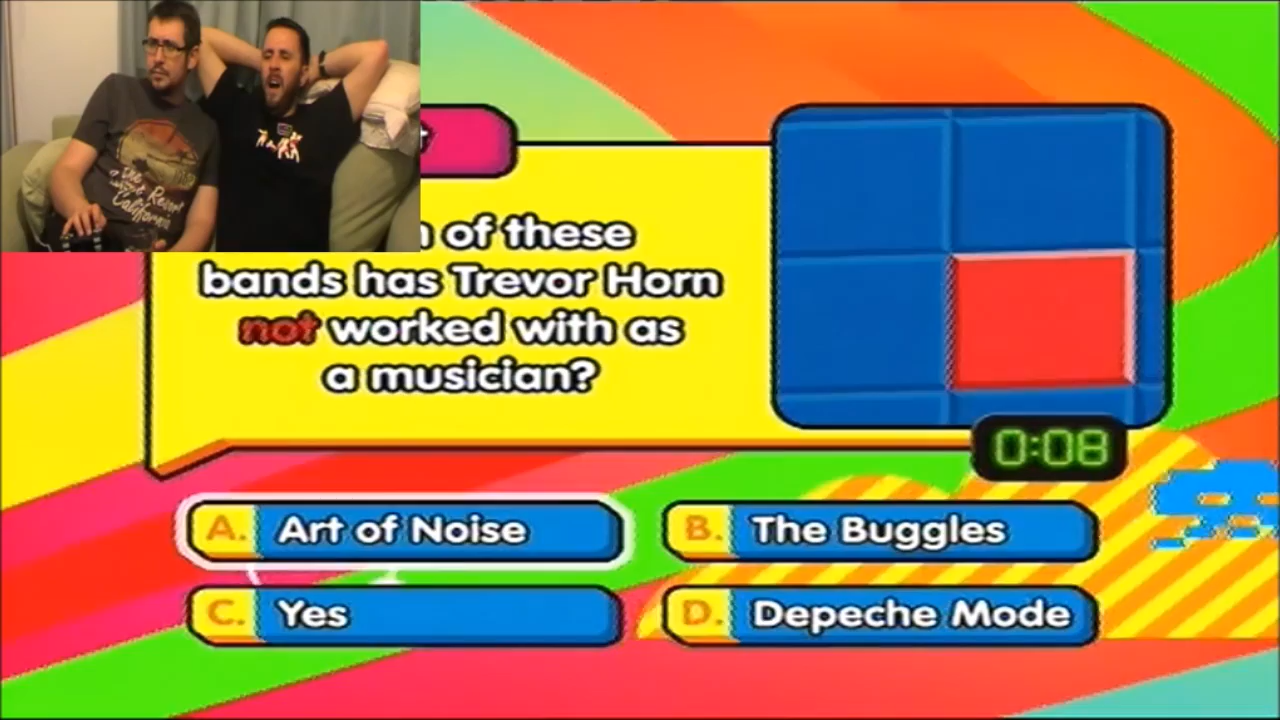 of these
bands has Trevor Horn
not worked with as
a musician?
0:08
A. Art of Noise
B. The Buggles
C. Yes
D. Depeche Mode
California